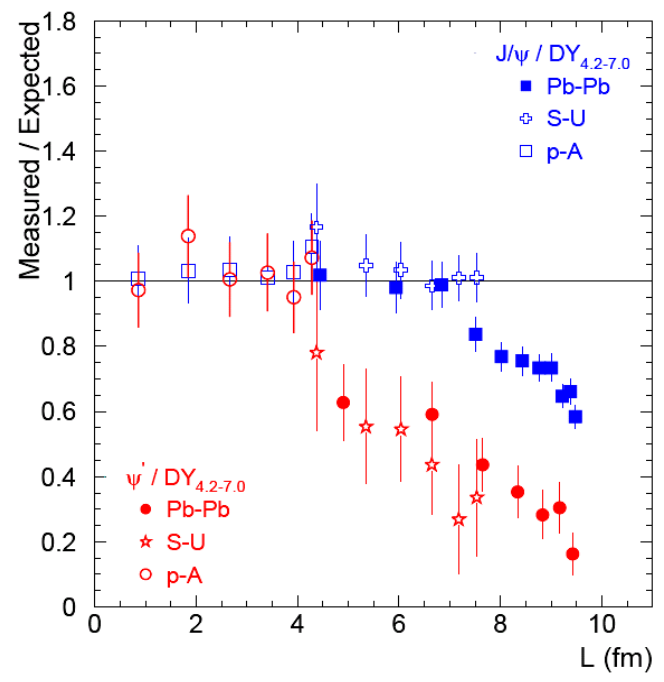 Measured / Expected
1.8
1.6
1.4
1.2
1
0.8
0.6
0.4
0.2
0
J/ψ / DY4.2-7.0
Pb-Pb
S-U
p-A
ψ' / DY4.2-7.0
Pb-Pb
S-U
p-A
0 2 4 6 8 10
L (fm)